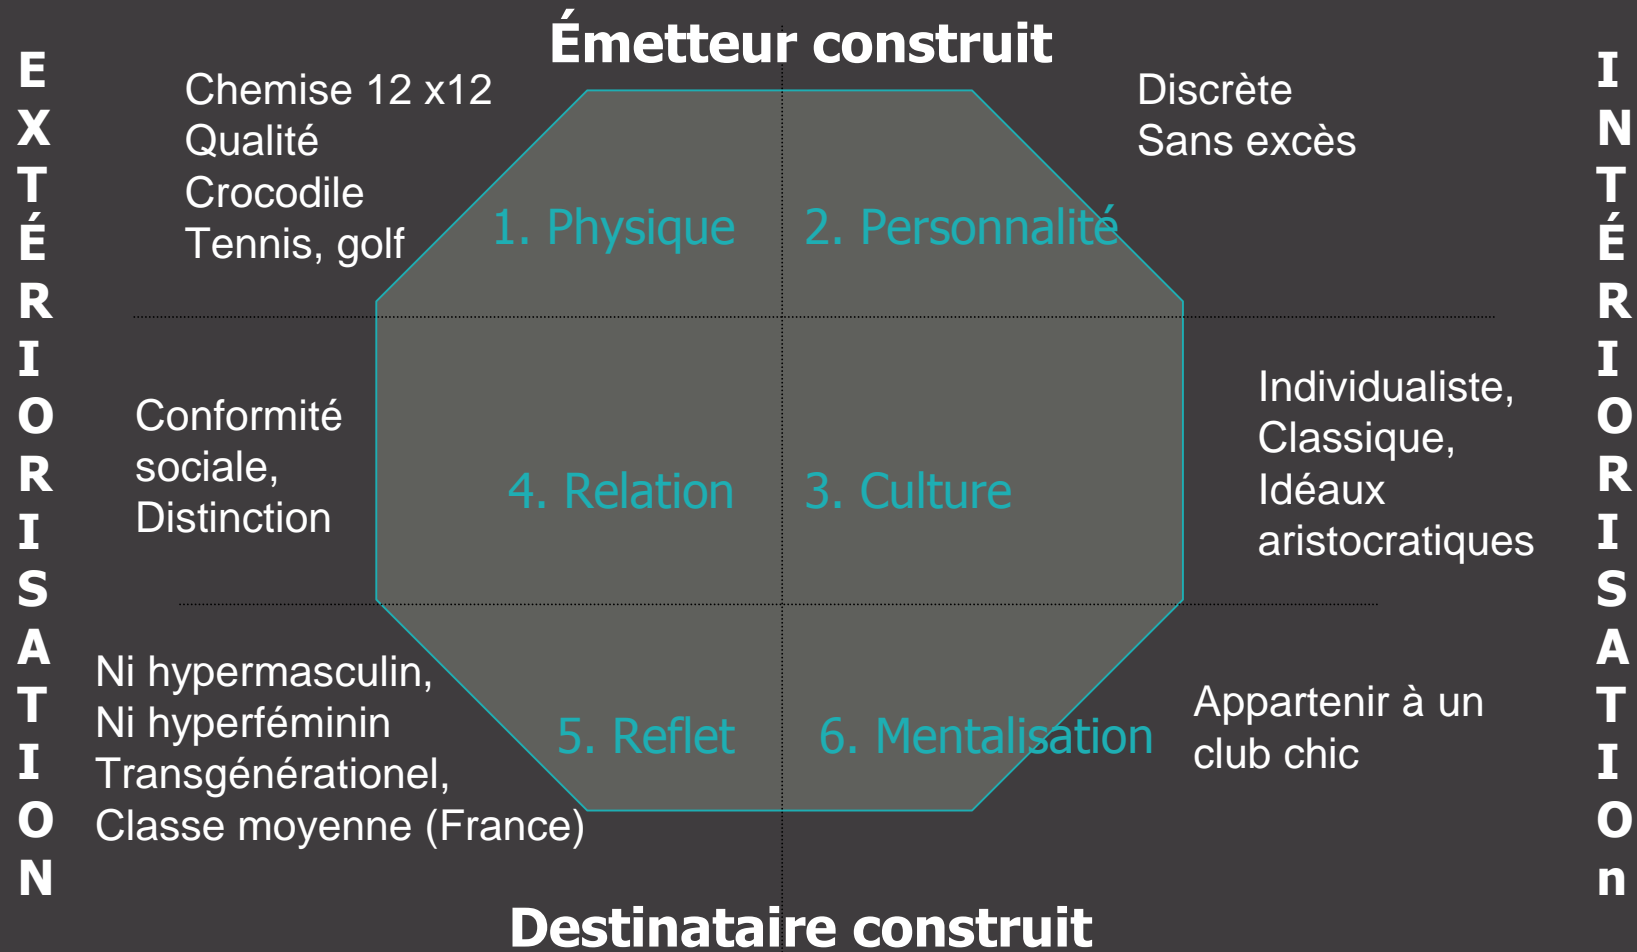 Émetteur construit
EXTÉRIORISATION
Chemise 12 x12
Qualité
Crocodile
Tennis, golf
1. Physique
2. Personnalité
Discrète
Sans excès
Conformité
sociale,
Distinction
4. Relation
3. Culture
Individualiste,
Classique,
Idéaux
aristocratiques
Ni hypermasculin,
Ni hyperféminin
Transgénérationel,
Classe moyenne (France)
5. Reflet
6. Mentalisation
Appartenir à un
club chic
INTÉRIORISATIOn
Destinataire construit